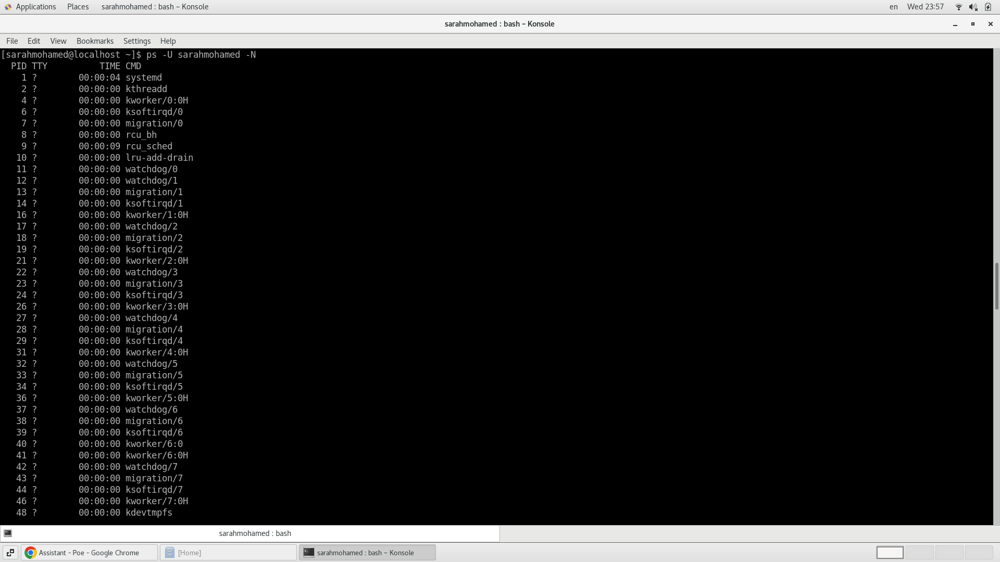 Applications Places sarahmohamed : bash – Konsole en Wed 23:57
sarahmohamed : bash – Konsole
File Edit View Bookmarks Settings Help
[sarahmohamed@localhost ~]$ ps -U sarahmohamed -N
  PID TTY          TIME CMD
    1 ?        00:00:04 systemd
    2 ?        00:00:00 kthreadd
    4 ?        00:00:00 kworker/0:0H
    6 ?        00:00:00 ksoftirqd/0
    7 ?        00:00:00 migration/0
    8 ?        00:00:00 rcu_bh
    9 ?        00:00:09 rcu_sched
   10 ?        00:00:00 lru-add-drain
   11 ?        00:00:00 watchdog/0
   12 ?        00:00:00 watchdog/1
   13 ?        00:00:00 migration/1
   14 ?        00:00:00 ksoftirqd/1
   16 ?        00:00:00 kworker/1:0H
   17 ?        00:00:00 watchdog/2
   18 ?        00:00:00 migration/2
   19 ?        00:00:00 ksoftirqd/2
   21 ?        00:00:00 kworker/2:0H
   22 ?        00:00:00 watchdog/3
   23 ?        00:00:00 migration/3
   24 ?        00:00:00 ksoftirqd/3
   26 ?        00:00:00 kworker/3:0H
   27 ?        00:00:00 watchdog/4
   28 ?        00:00:00 migration/4
   29 ?        00:00:00 ksoftirqd/4
   31 ?        00:00:00 kworker/4:0H
   32 ?        00:00:00 watchdog/5
   33 ?        00:00:00 migration/5
   34 ?        00:00:00 ksoftirqd/5
   36 ?        00:00:00 kworker/5:0H
   37 ?        00:00:00 watchdog/6
   38 ?        00:00:00 migration/6
   39 ?        00:00:00 ksoftirqd/6
   40 ?        00:00:00 kworker/6:0
   41 ?        00:00:00 kworker/6:0H
   42 ?        00:00:00 watchdog/7
   43 ?        00:00:00 migration/7
   44 ?        00:00:00 ksoftirqd/7
   46 ?        00:00:00 kworker/7:0H
   48 ?        00:00:00 kdevtmpfs
sarahmohamed : bash
Assistant - Poe - Google Chrome [Home] sarahmohamed : bash – Konsole